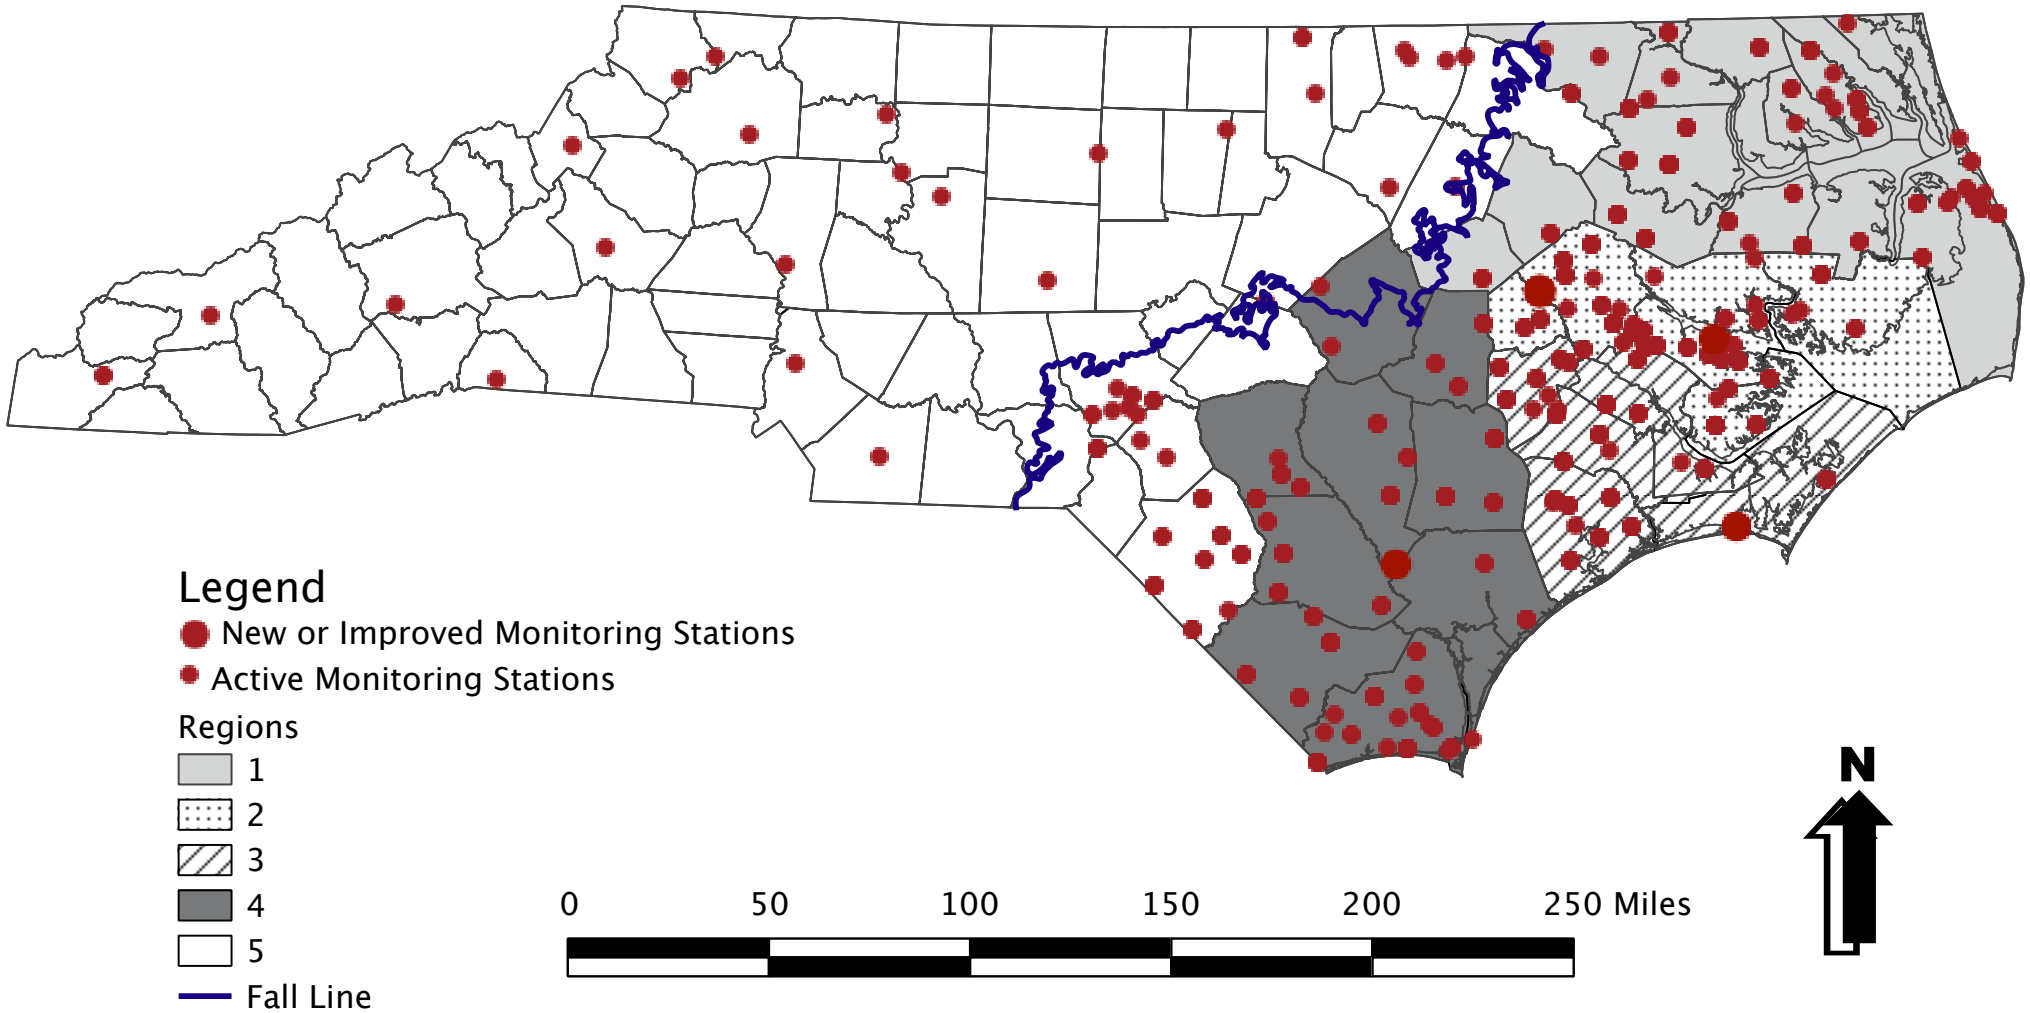 Legend
New or Improved Monitoring Stations
Active Monitoring Stations
Regions
1
2
3
4
5
Fall Line
0 50 100 150 200 250 Miles
N